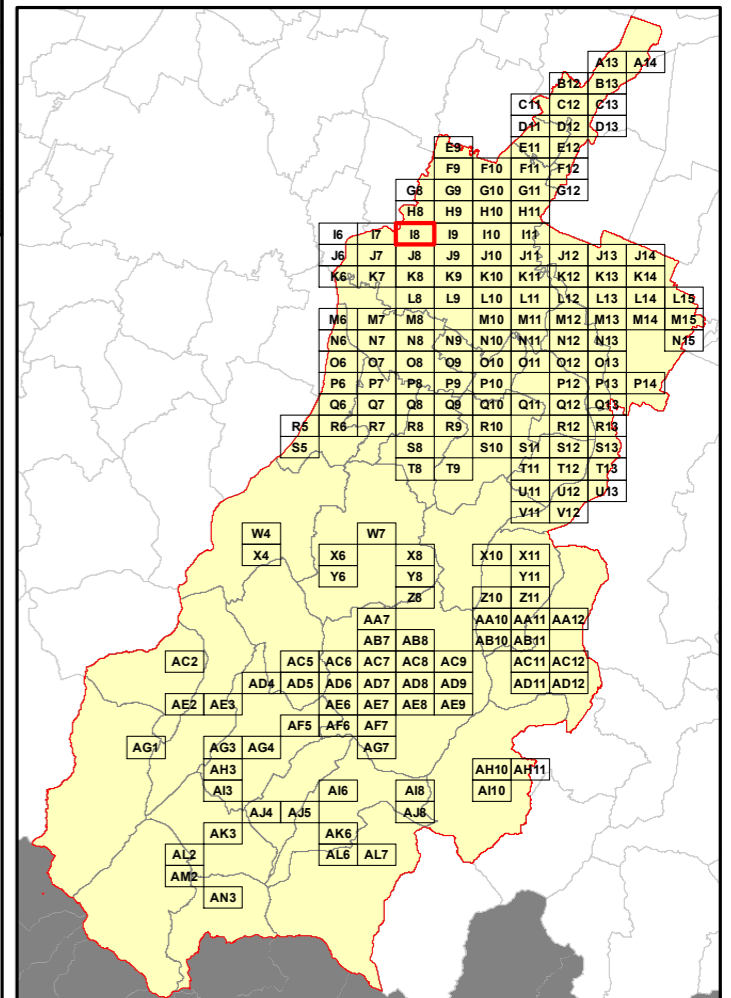 A13 A14
B12 B13
C11 C12 C13
D11 D12 D13
E9 E11 E12
F9 F10 F11 F12
G8 G9 G10 G11 G12
H8 H9 H10 H11
I6 I7 I8 I9 I10 I11
J6 J7 J8 J9 J10 J11 J12 J13 J14
K6 K7 K8 K9 K10 K11 K12 K13 K14
L8 L9 L10 L11 L12 L13 L14 L15
M6 M7 M8 M10 M11 M12 M13 M14 M15
N6 N7 N8 N9 N10 N11 N12 N13 N15
O6 O7 O8 O9 O10 O11 O12 O13
P6 P7 P8 P9 P10 P12 P13 P14
Q6 Q7 Q8 Q9 Q10 Q11 Q12 Q13
R5 R6 R7 R8 R9 R10 R12 R13
S5 S8 S10 S11 S12 S13
T8 T9 T11 T12 T13
U11 U12 U13
V11 V12
W4 W7
X4 X6 X8 X10 X11
Y6 Y8 Y11
Z8 Z10 Z11
AA7 AA10 AA11 AA12
AB7 AB8 AB10 AB11
AC2 AC5 AC6 AC7 AC8 AC9 AC11 AC12
AD4 AD5 AD6 AD7 AD8 AD9 AD11 AD12
AE2 AE3 AE6 AE7 AE8 AE9
AF5 AF6 AF7
AG1 AG3 AG4 AG7
AH3 AH10 AH11
AI3 AI6 AI8 AI10
AJ4 AJ5 AJ8
AK3 AK6
AL2 AL6 AL7
AM2
AN3